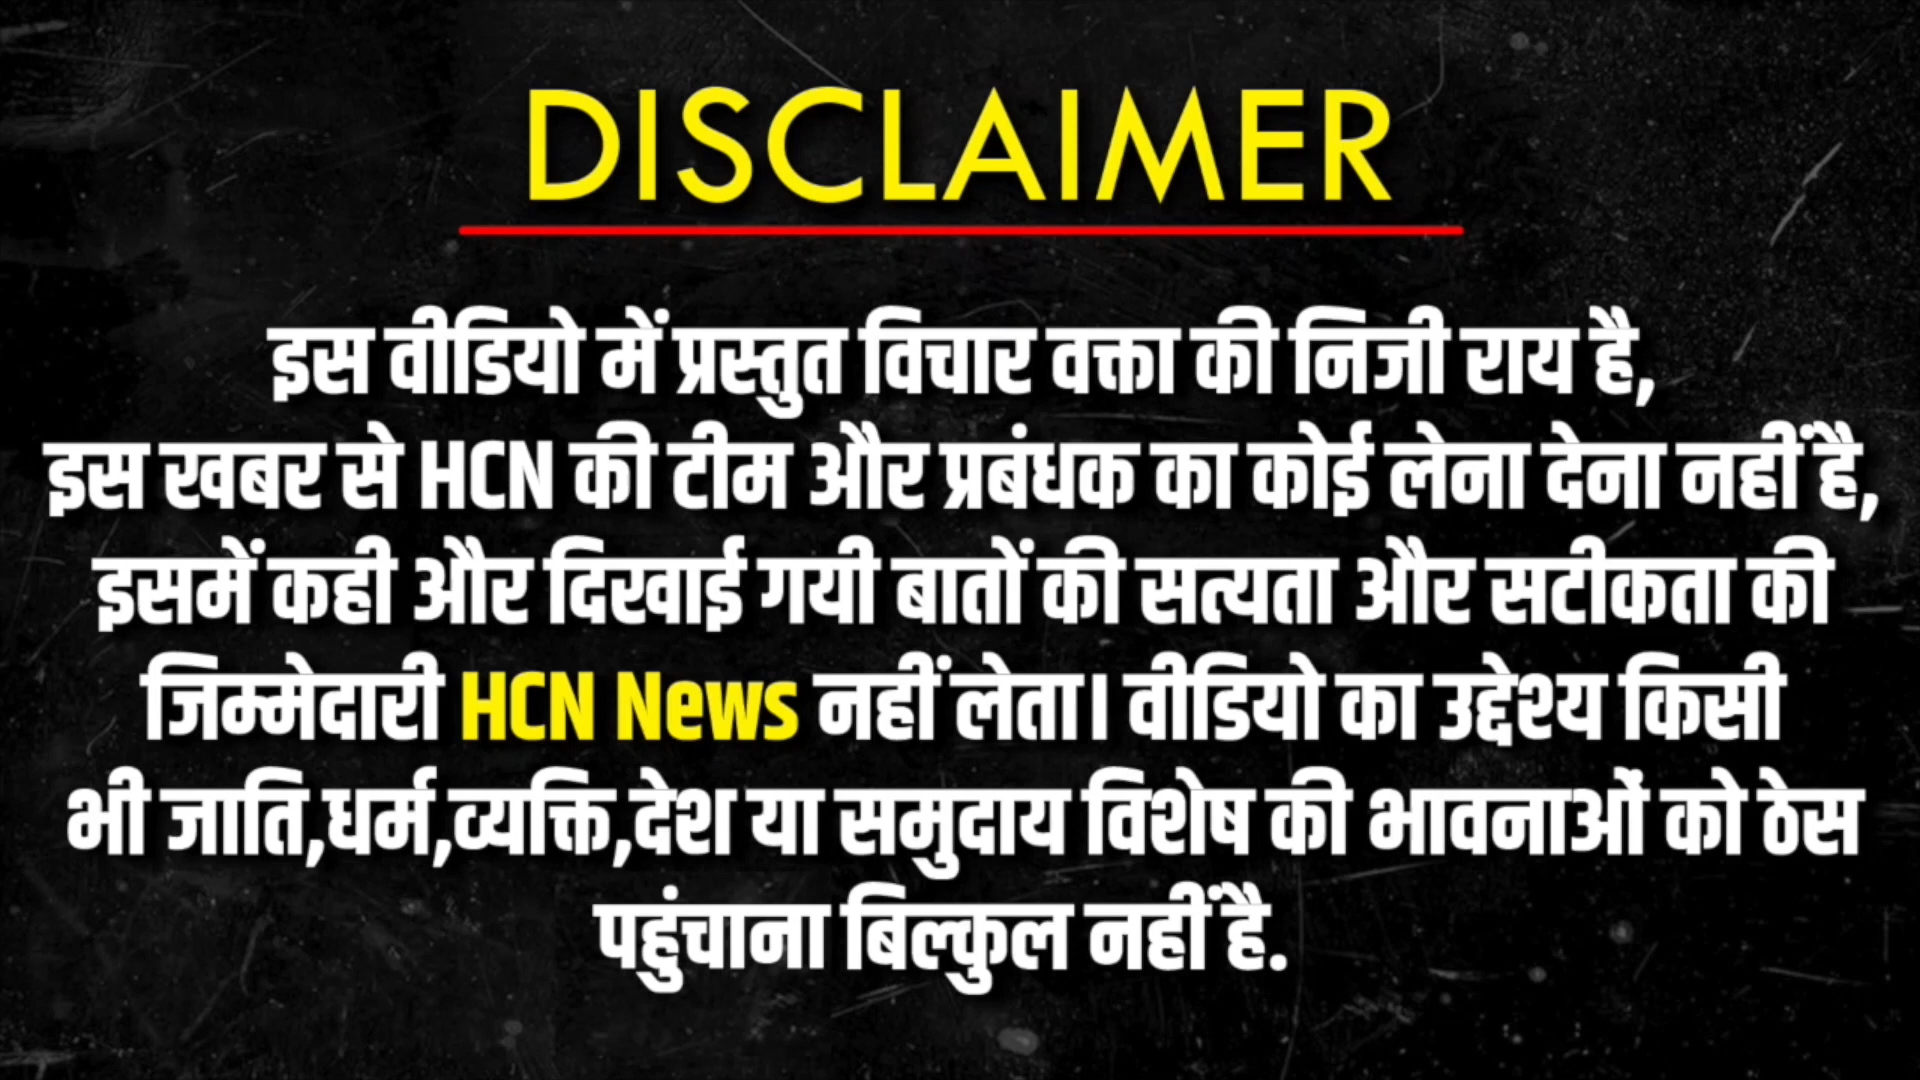 DISCLAIMER
इस वीडियो में प्रस्तुत विचार वक्ता की निजी राय है,
इस खबर से HCN की टीम और प्रबंधक का कोई लेना देना नहीं है,
इसमें कही और दिखाई गयी बातों की सत्यता और सटीकता की
जिम्मेदारी HCN News नहीं लेता। वीडियो का उद्देश्य किसी
भी जाति,धर्म,व्यक्ति,देश या समुदाय विशेष की भावनाओं को ठेस
पहुंचाना बिल्कुल नहीं है.